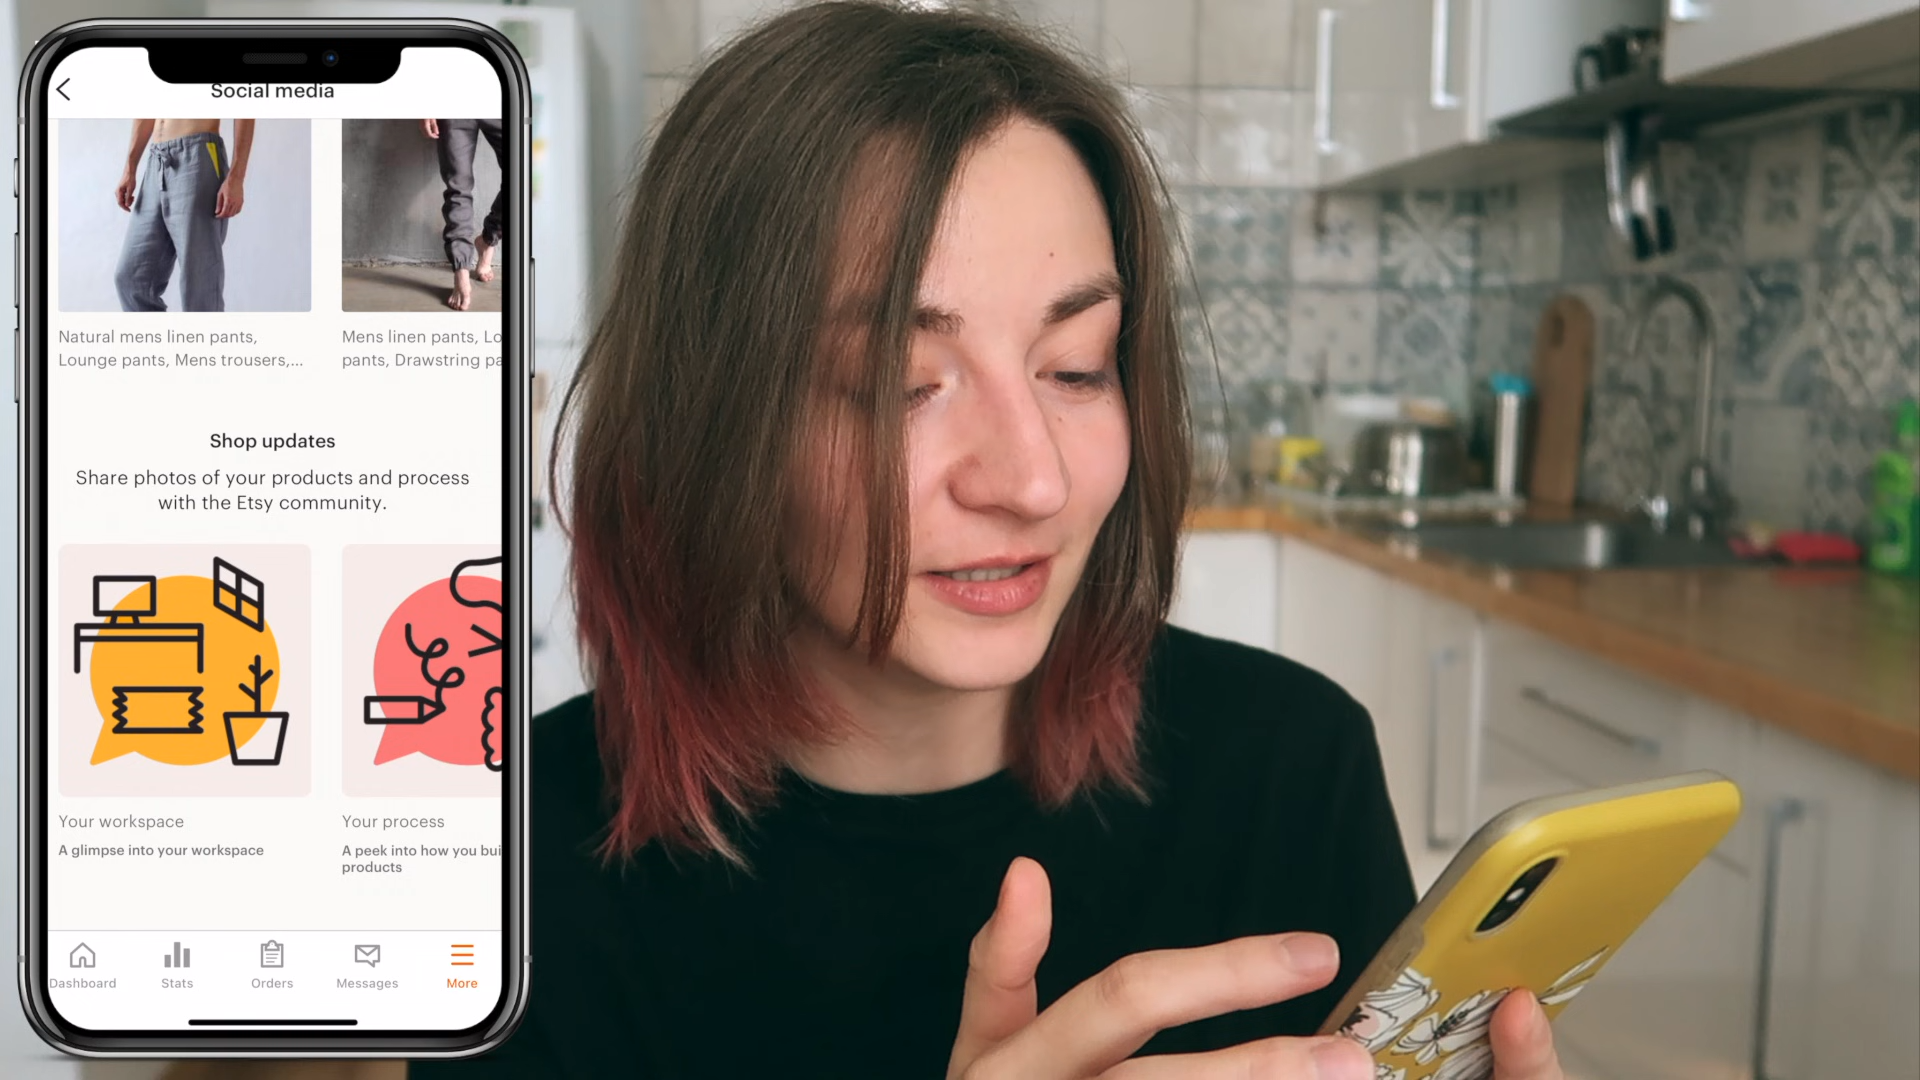 Social media
Natural mens linen pants,
Lounge pants, Mens trousers,...
Mens linen pants, Lo
pants, Drawstring pa
Shop updates
Share photos of your products and process
with the Etsy community.
Your workspace
A glimpse into your workspace
Your process
A peek into how you bui
products
Dashboard
Stats
Orders
Messages
More